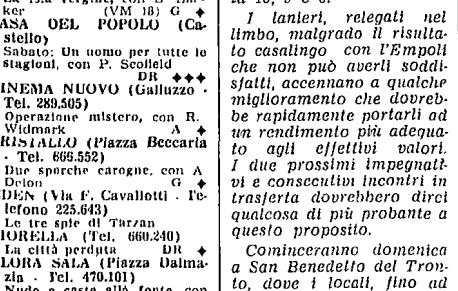 (VM 18) G ♦
ASA DEL POPOLO (Ca-
stello)
Sabato: Un uomo per tutte le
stagioni, con P. Scofield
DR ♦♦♦
INEMA NUOVO (Galluzzo -
Tel. 289.505)
Operazione mistero, con R.
Widmark A ♦
RISTALLO (Piazza Beccaria
- Tel. 666.552)
Due sporche carogne, con A
Delon G ♦
DEN (Via F. Cavallotti - Te-
lefono 225.643)
Le tre spie di Tarzan
IORELLA (Tel. 660.240)
La città perduta DR ♦
LORA SALA (Piazza Dalma-
zia - Tel. 470.101)
I lanieri, relegati nel
limbo, malgrado il risulta-
to casalingo con l'Empoli
che non può averli soddi-
sfatti, accennano a qualche
miglioramento che dovreb-
be rapidamente portarli ad
un rendimento più adegua-
to agli effettivi valori.
I due prossimi impegnati-
vi e consecutivi incontri in
trasferta dovrebbero dirci
qualcosa di più probante a
questo proposito.
Cominceranno domenica
a San Benedetto del Tron-
to, dove i locali, fino ad